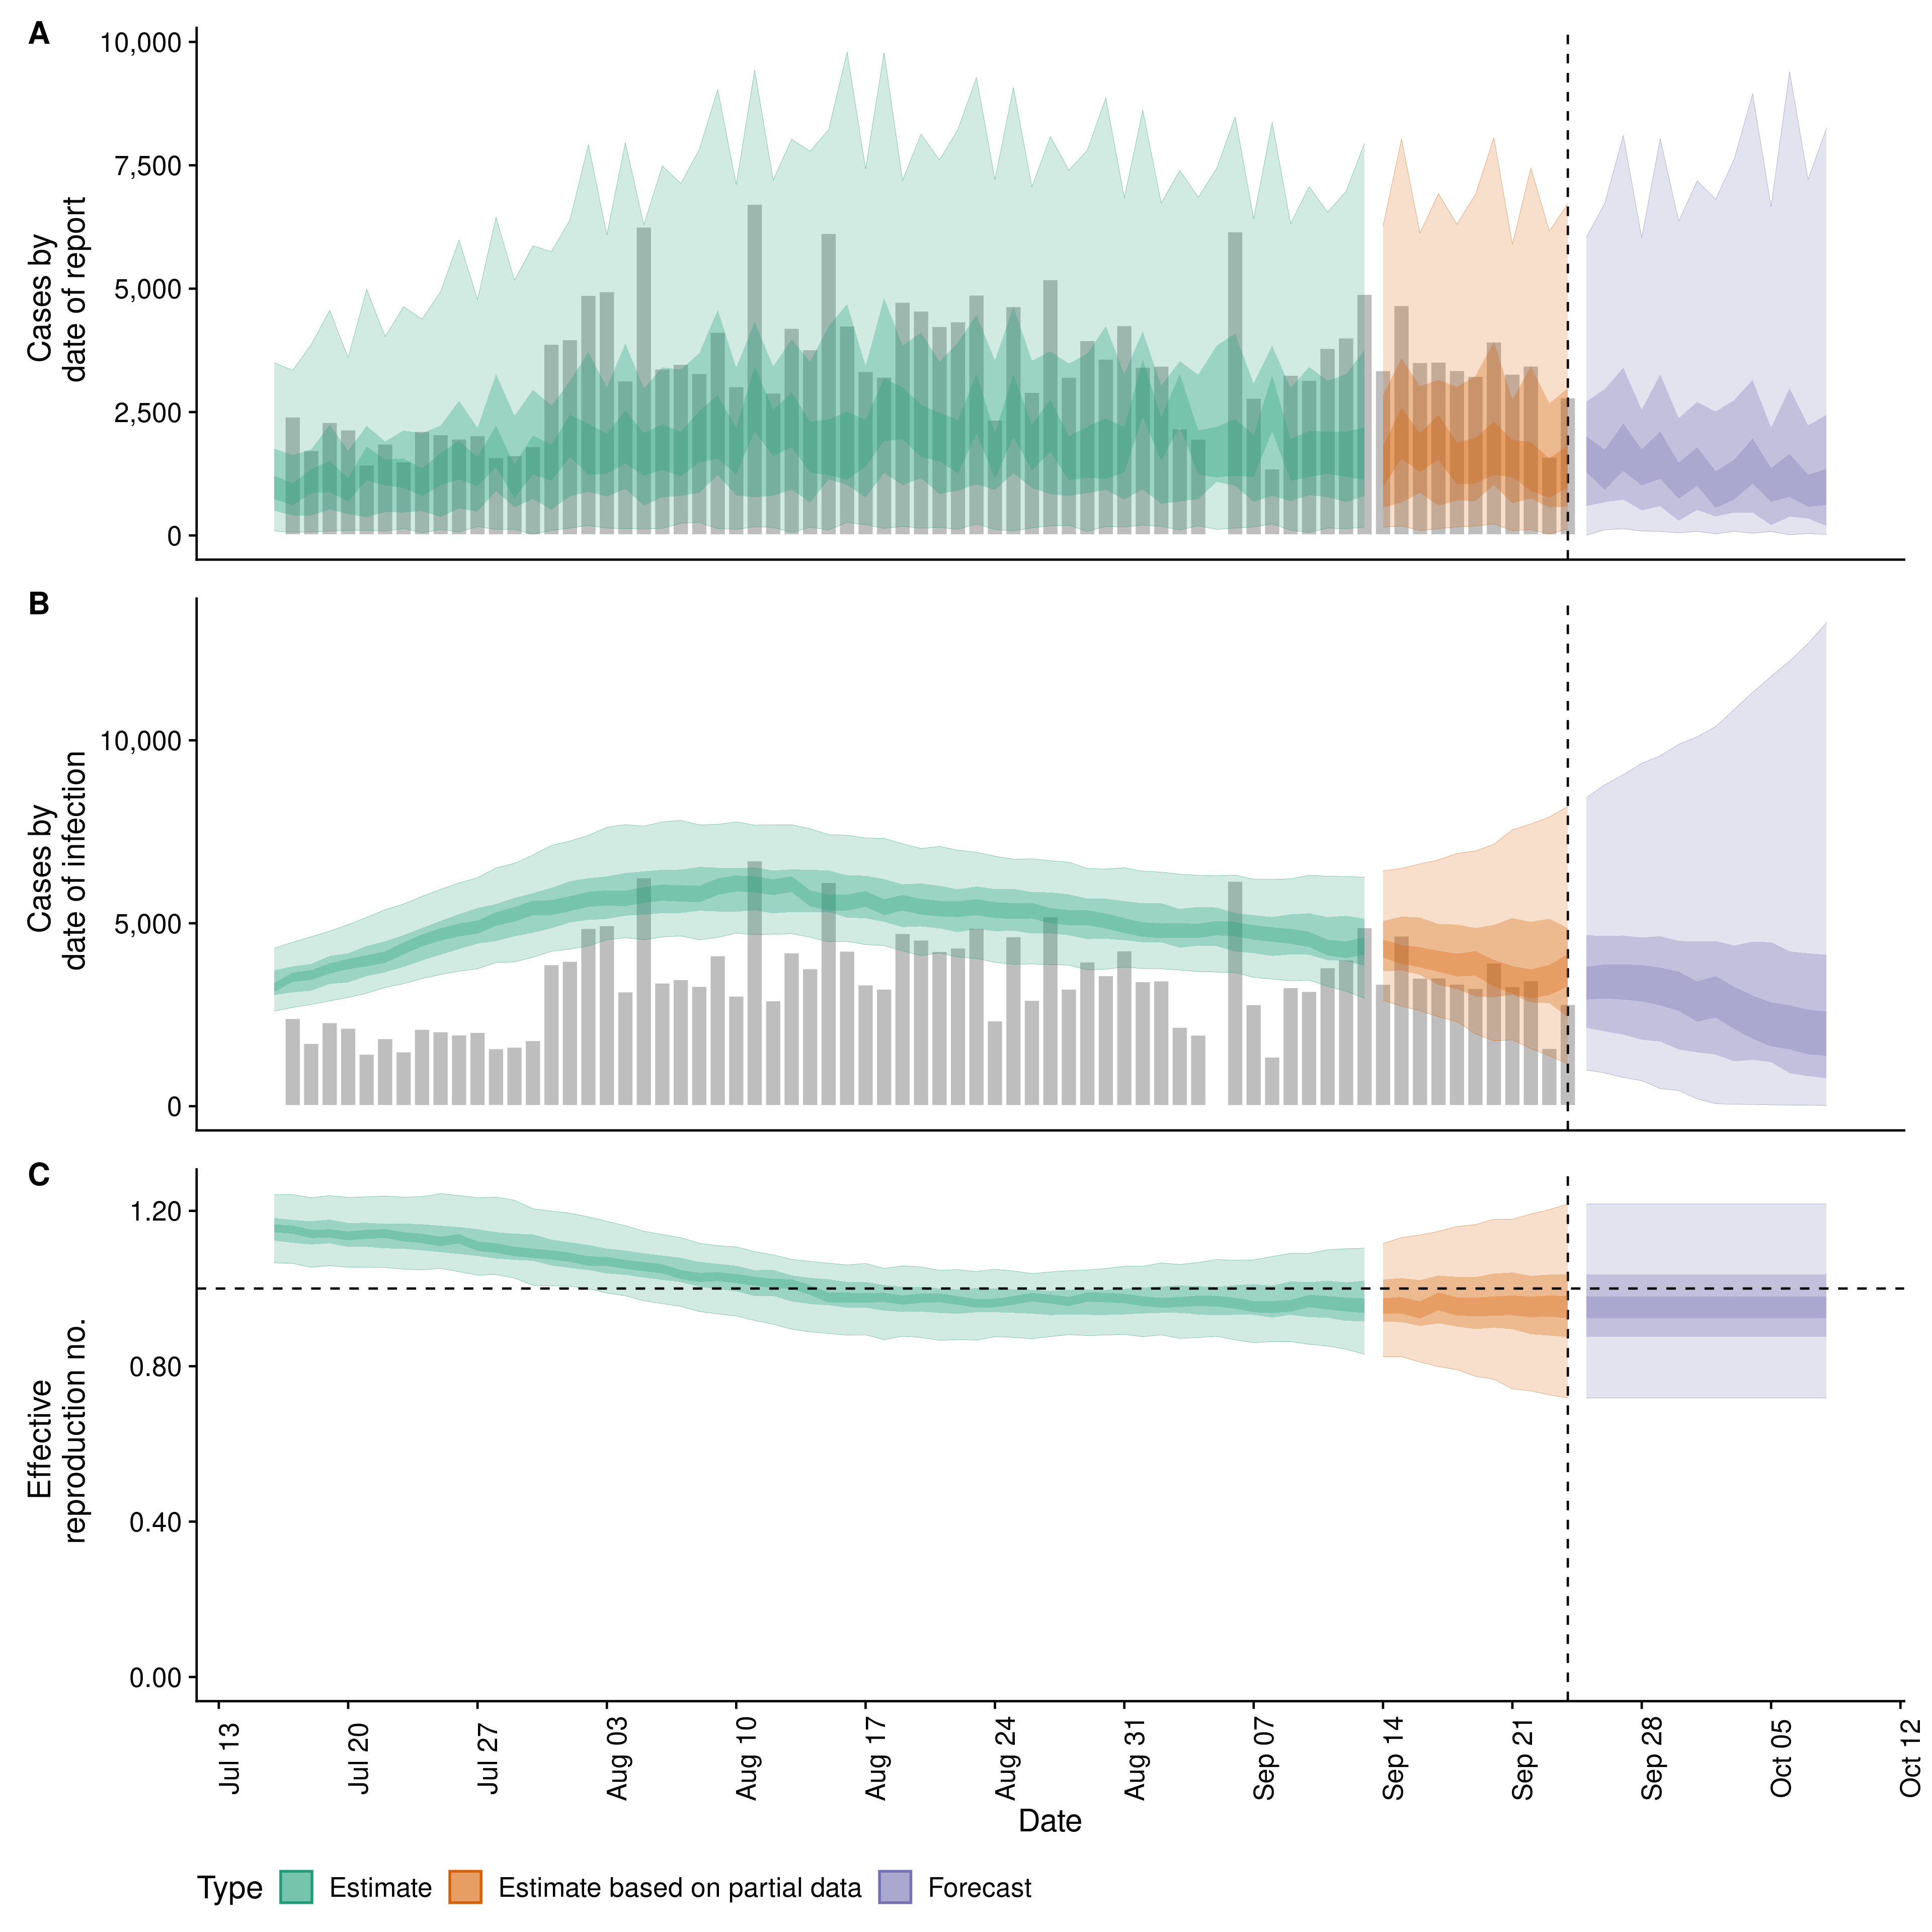 A
10,000
7,500
5,000
2,500
0
Cases by
date of report
B
10,000
5,000
0
Cases by
date of infection
C
1.20
0.80
0.40
0.00
Effective
reproduction no.
Jul 13
Jul 20
Jul 27
Aug 03
Aug 10
Aug 17
Aug 24
Aug 31
Sep 07
Sep 14
Sep 21
Sep 28
Oct 05
Oct 12
Date
Type Estimate Estimate based on partial data Forecast